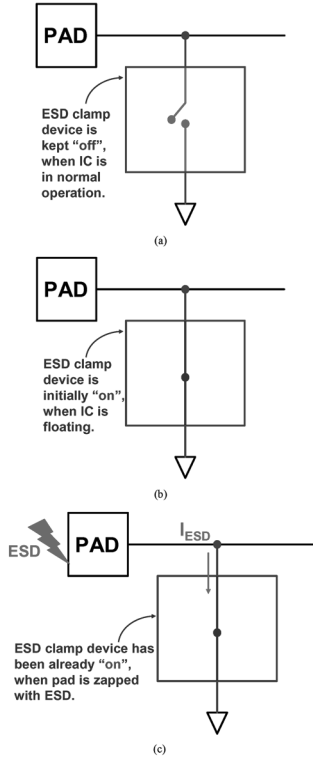 PAD
ESD clamp
device is
kept “off”,
when IC is
in normal
operation.
(a)
PAD
ESD clamp
device is
initially “on”,
when IC is
floating.
(b)
ESD
PAD
IESD
ESD clamp device has
been already “on”,
when pad is zapped
with ESD.
(c)